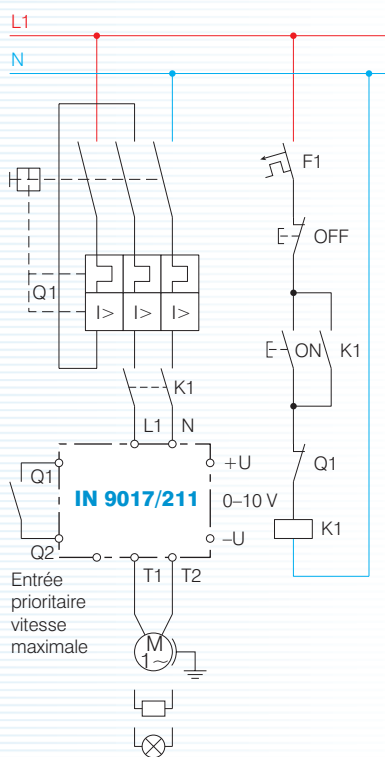 L1
N
F1
OFF
Q1
I> I> I>
ON K1
K1
L1 N
Q1 +U
Q1
IN 9017/211 0–10 V
K1
Q2 –U
T1 T2
Entrée
prioritaire
vitesse
maximale
M
1~